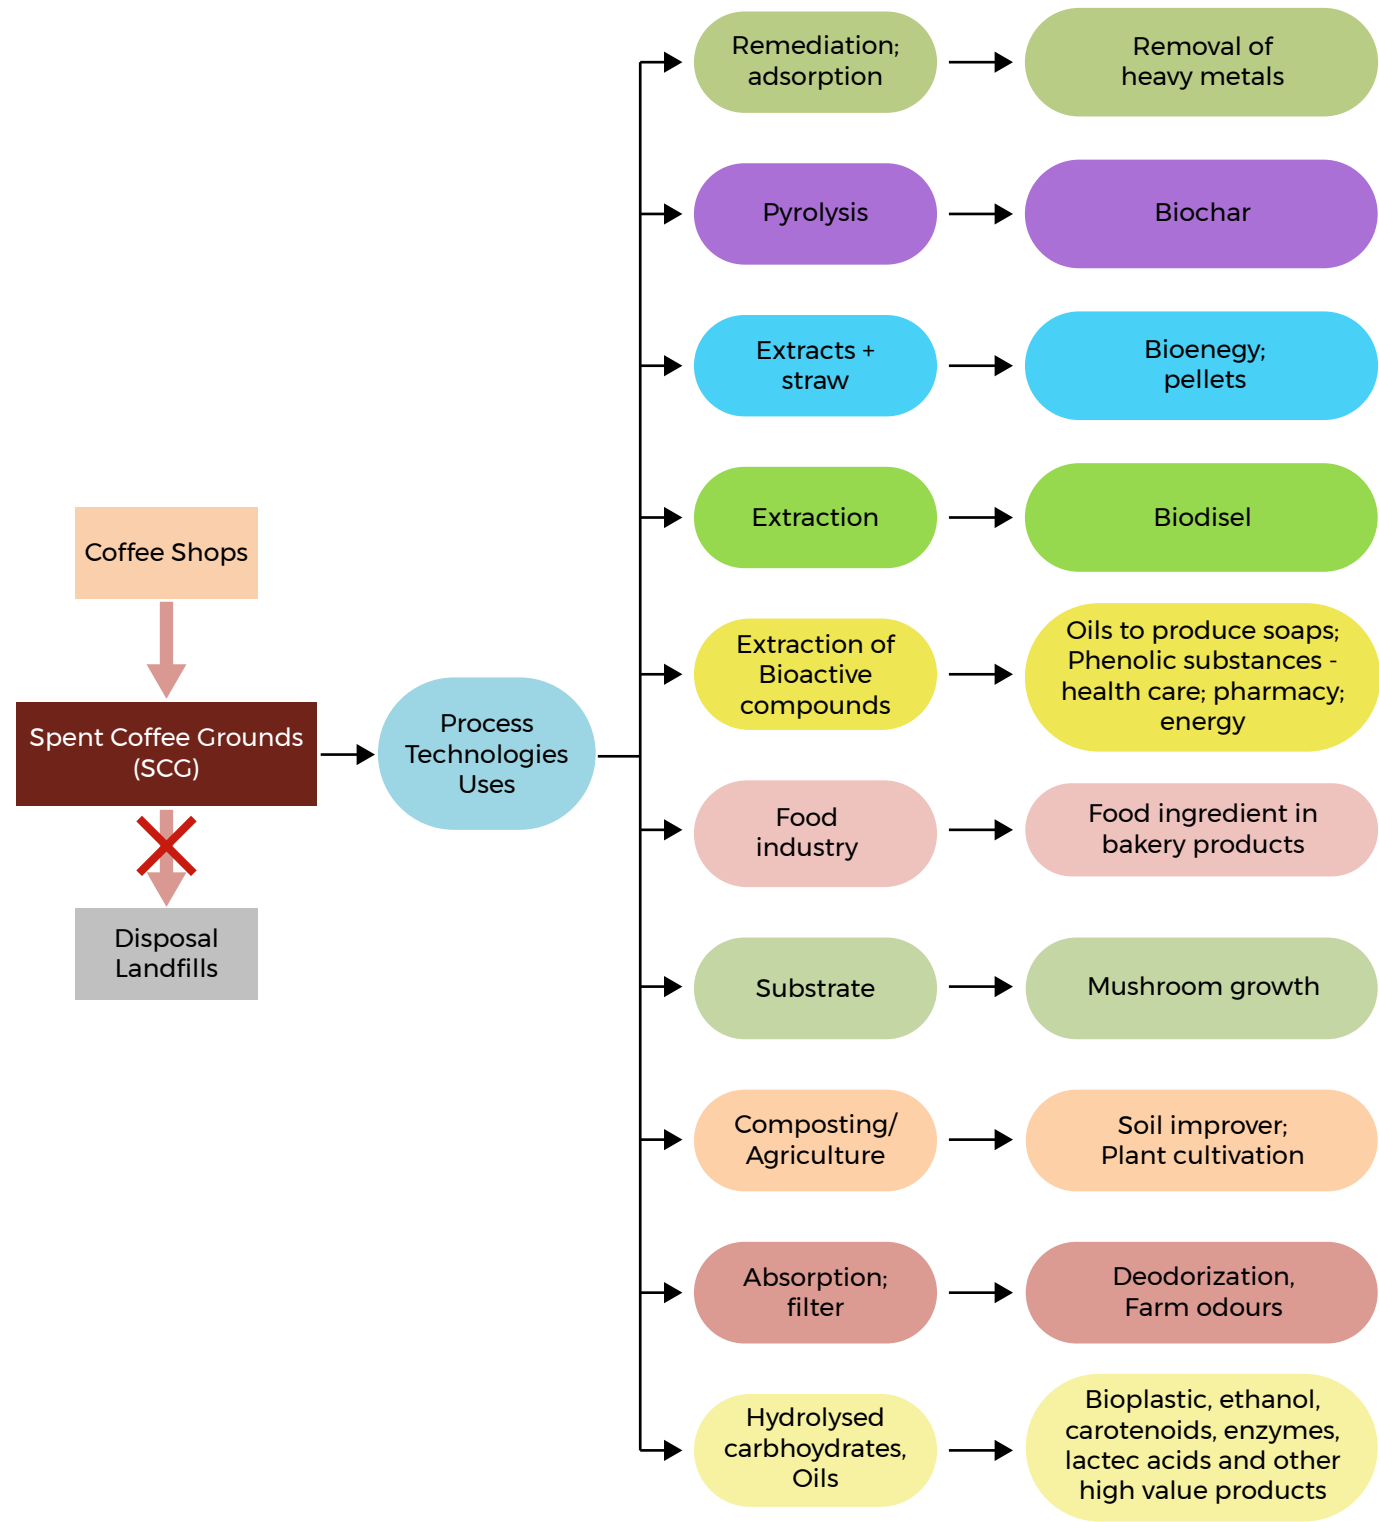 Remediation;
adsorption
Removal of
heavy metals
Pyrolysis
Biochar
Extracts +
straw
Bioenegy;
pellets
Extraction
Biodisel
Coffee Shops
Extraction of
Bioactive
compounds
Oils to produce soaps;
Phenolic substances -
health care; pharmacy;
energy
Spent Coffee Grounds
(SCG)
Process
Technologies
Uses
Food
industry
Food ingredient in
bakery products
Disposal
Landfills
Substrate
Mushroom growth
Composting/
Agriculture
Soil improver;
Plant cultivation
Absorption;
filter
Deodorization,
Farm odours
Hydrolysed
carbhoydrates,
Oils
Bioplastic, ethanol,
carotenoids, enzymes,
lactec acids and other
high value products